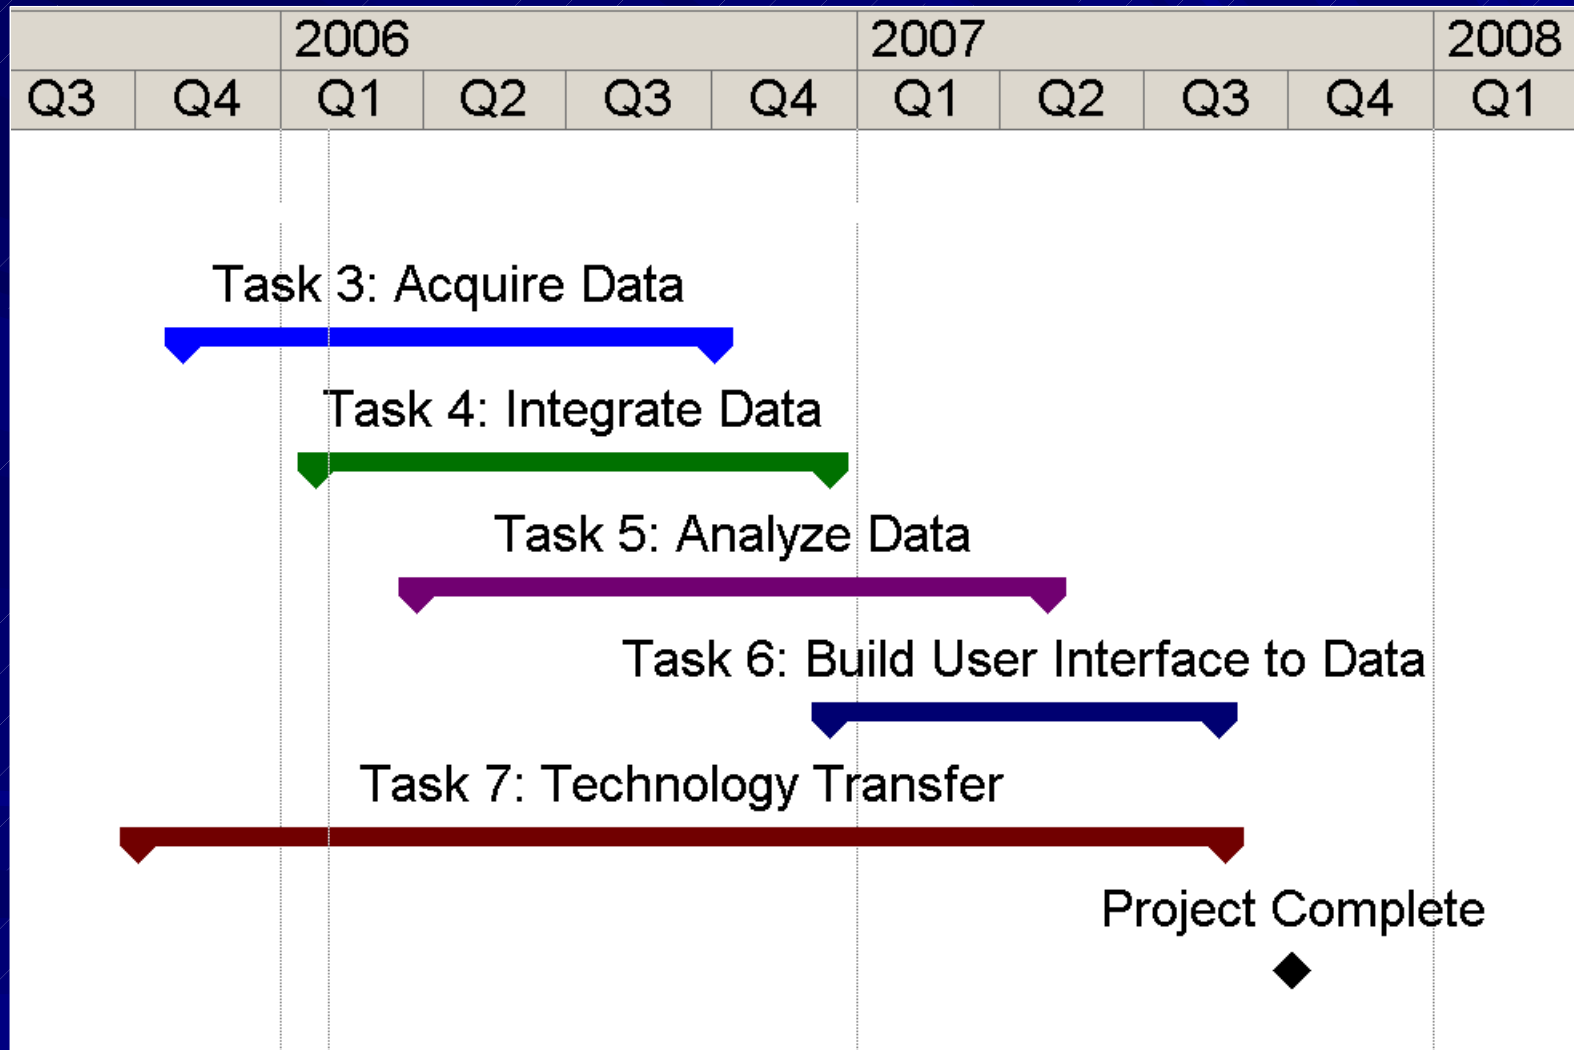 2006 2007 2008
Q3 Q4 Q1 Q2 Q3 Q4 Q1 Q2 Q3 Q4 Q1
Task 3: Acquire Data
Task 4: Integrate Data
Task 5: Analyze Data
Task 6: Build User Interface to Data
Task 7: Technology Transfer
Project Complete